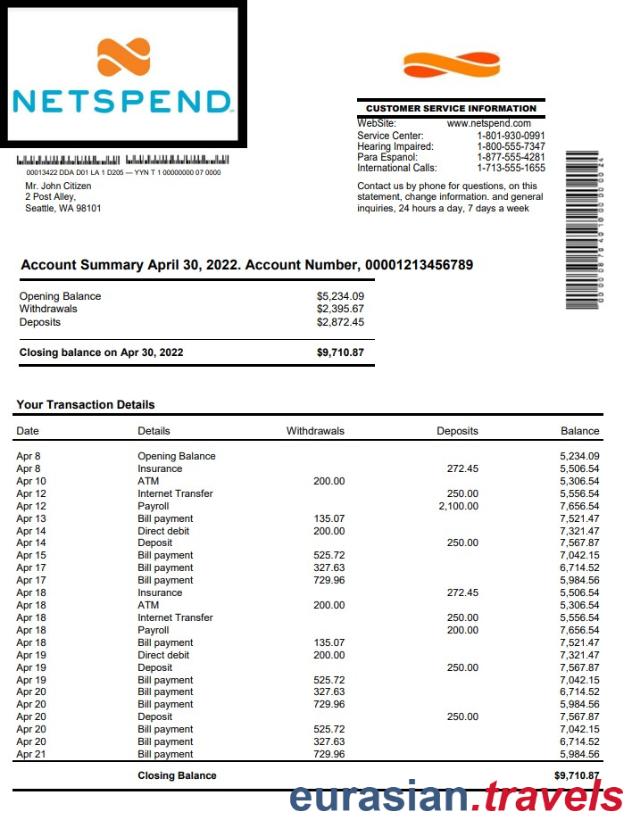 NETSPEND
CUSTOMER SERVICE INFORMATION
WebSite: www.netspend.com
Service Center: 1-801-930-0991
Hearing Impaired: 1-800-555-7347
Para Espanol: 1-877-555-4281
International Calls: 1-713-555-1655
Contact us by phone for questions, on this
statement, change information. and general
inquiries, 24 hours a day, 7 days a week
00013422 DDA D01 LA 1 D205 — YYN T 1 00000000 07 0000
Mr. John Citizen
2 Post Alley,
Seattle, WA 98101
Account Summary April 30, 2022. Account Number, 00001213456789
Opening Balance $5,234.09
Withdrawals $2,395.67
Deposits $2,872.45
Closing balance on Apr 30, 2022 $9,710.87
Your Transaction Details
Date Details Withdrawals Deposits Balance
Apr 8 Opening Balance 5,234.09
Apr 8 Insurance 272.45 5,506.54
Apr 10 ATM 200.00 5,306.54
Apr 12 Internet Transfer 250.00 5,556.54
Apr 12 Payroll 2,100.00 7,656.54
Apr 13 Bill payment 135.07 7,521.47
Apr 14 Direct debit 200.00 7,321.47
Apr 14 Deposit 250.00 7,567.87
Apr 15 Bill payment 525.72 7,042.15
Apr 17 Bill payment 327.63 6,714.52
Apr 17 Bill payment 729.96 5,984.56
Apr 18 Insurance 272.45 5,506.54
Apr 18 ATM 200.00 5,306.54
Apr 18 Internet Transfer 250.00 5,556.54
Apr 18 Payroll 200.00 7,656.54
Apr 18 Bill payment 135.07 7,521.47
Apr 19 Direct debit 200.00 7,321.47
Apr 19 Deposit 250.00 7,567.87
Apr 19 Bill payment 525.72 7,042.15
Apr 20 Bill payment 327.63 6,714.52
Apr 20 Bill payment 729.96 5,984.56
Apr 20 Deposit 250.00 7,567.87
Apr 20 Bill payment 525.72 7,042.15
Apr 20 Bill payment 327.63 6,714.52
Apr 21 Bill payment 729.96 5,984.56
Closing Balance $9,710.87
eurasian.travels